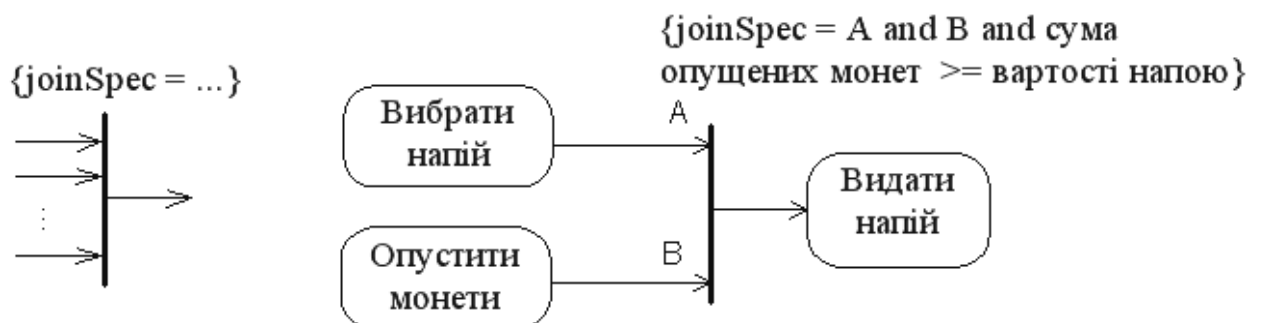 {joinSpec = ...}
{joinSpec = A and B and сума
опущених монет >= вартості напою}
Вибрати
напій
A
Опустити
монети
B
Видати
напій